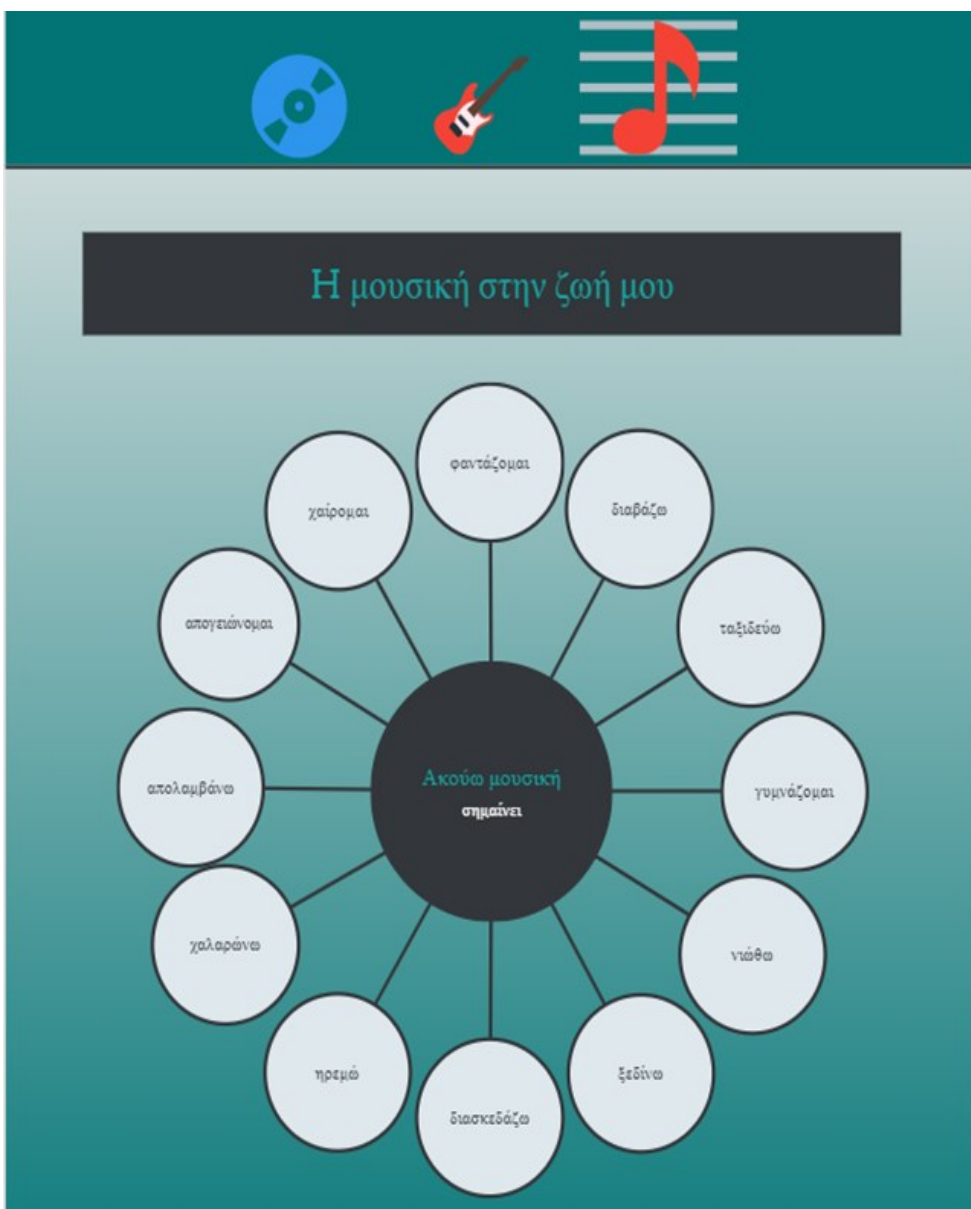 Η μουσική στην ζωή μου
φαντάζομαι
διαβάζω
ταξιδεύω
γυμνάζομαι
νιώθω
ξεδίνω
διασκεδάζω
ηρεμώ
χαλαρώνω
απολαμβάνω
απογειώνομαι
χαίρομαι
Ακούω μουσική
σημαίνει